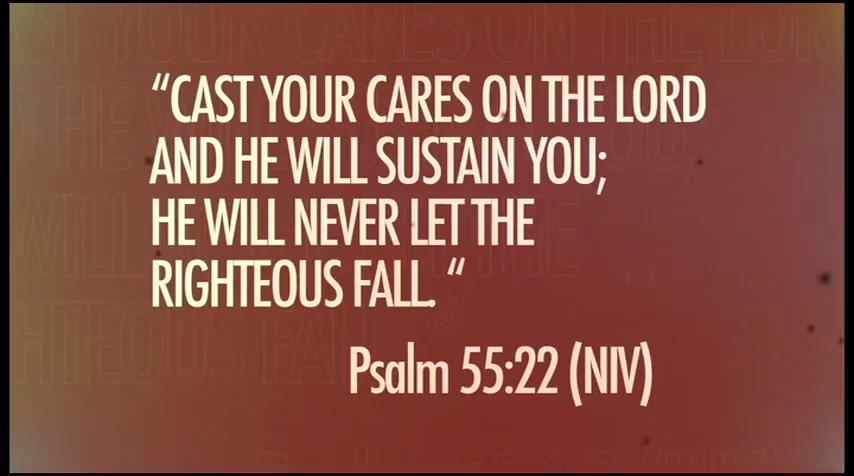 “CAST YOUR CARES ON THE LORD
AND HE WILL SUSTAIN YOU;
HE WILL NEVER LET THE
RIGHTEOUS FALL. “
Psalm 55:22 (NIV)